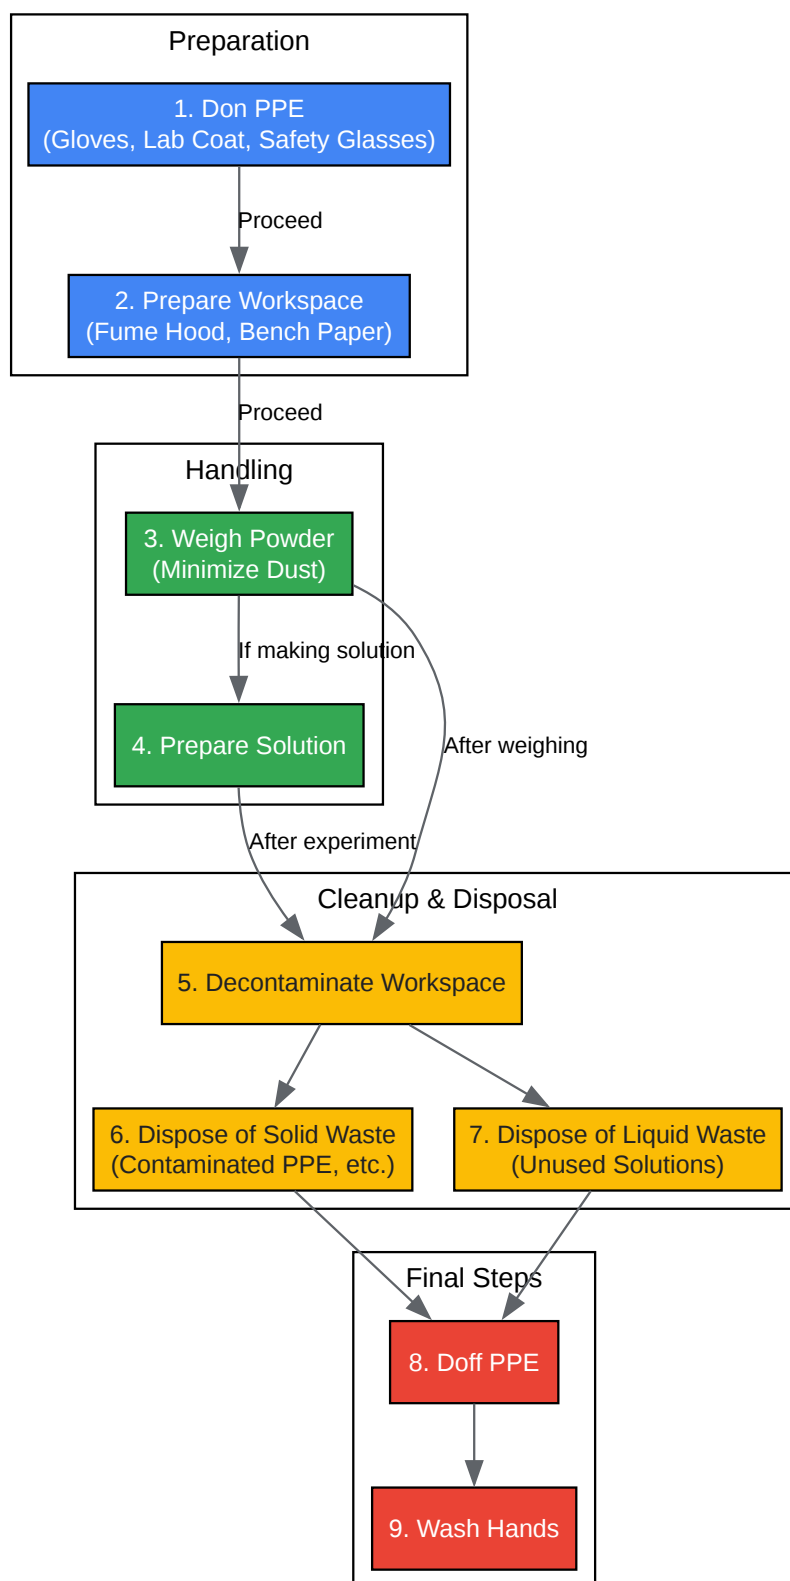 Preparation
1. Don PPE
(Gloves, Lab Coat, Safety Glasses)
Proceed
2. Prepare Workspace
(Fume Hood, Bench Paper)
Proceed
Handling
3. Weigh Powder
(Minimize Dust)
If making solution
4. Prepare Solution
After weighing
After experiment
Cleanup & Disposal
5. Decontaminate Workspace
6. Dispose of Solid Waste
(Contaminated PPE, etc.)
7. Dispose of Liquid Waste
(Unused Solutions)
Final Steps
8. Doff PPE
9. Wash Hands